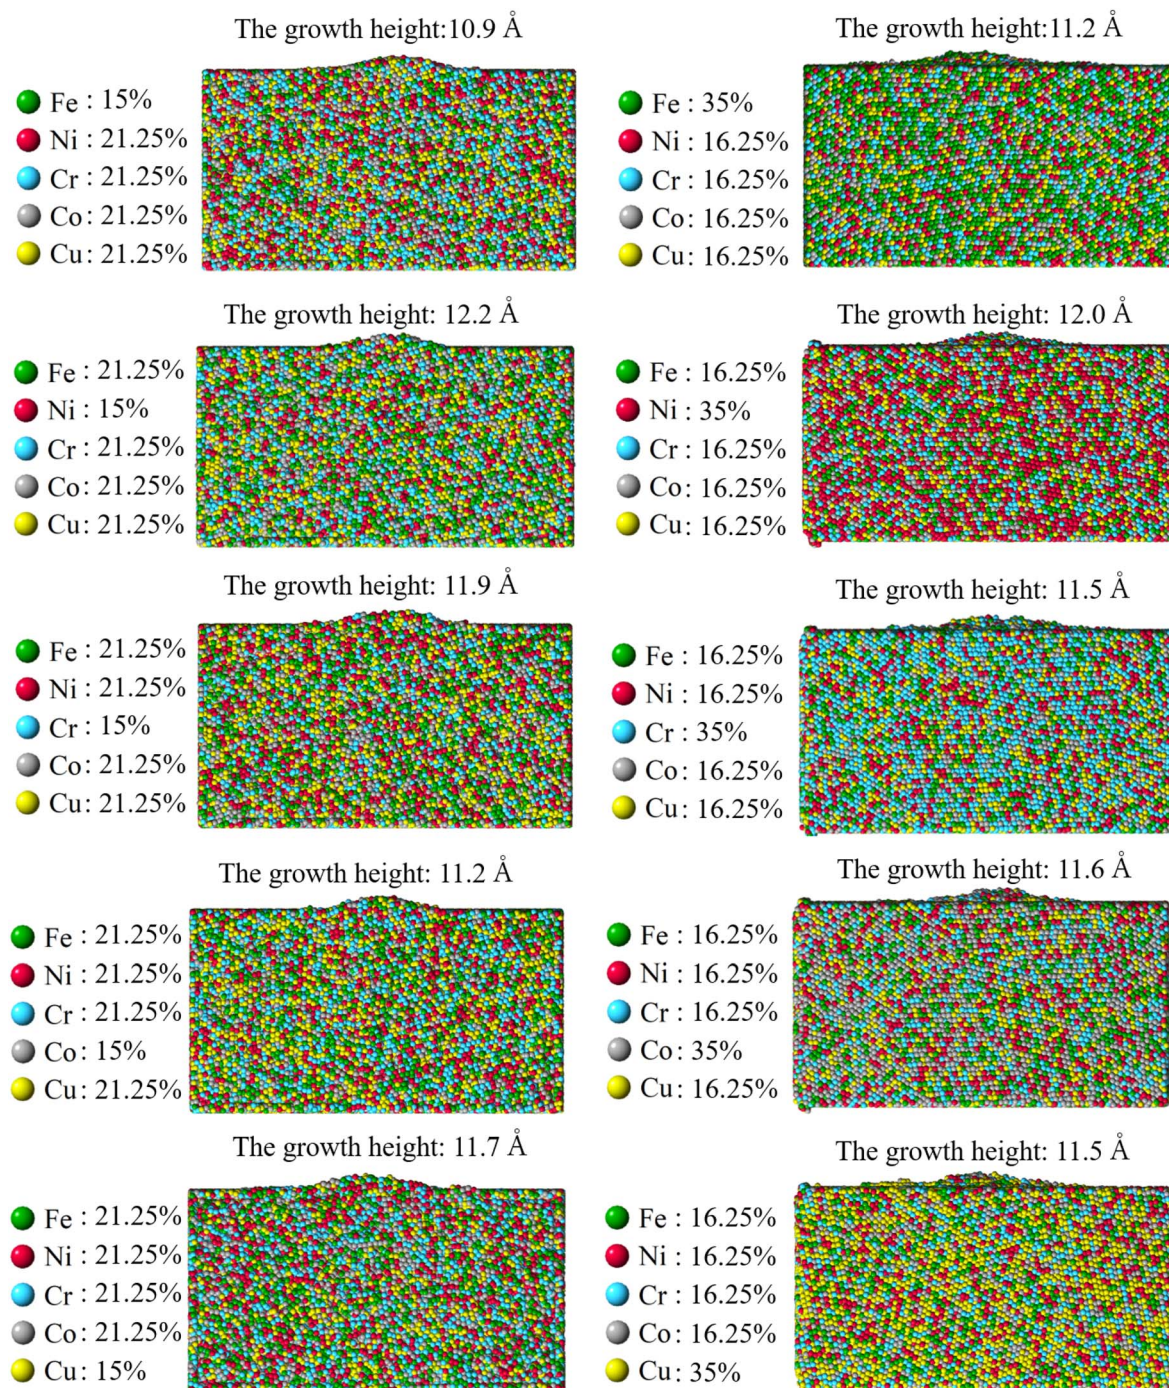 The growth height:10.9 Å
Fe : 15%
Ni : 21.25%
Cr : 21.25%
Co: 21.25%
Cu: 21.25%
The growth height:11.2 Å
Fe : 35%
Ni : 16.25%
Cr : 16.25%
Co: 16.25%
Cu: 16.25%
The growth height: 12.2 Å
Fe : 21.25%
Ni : 15%
Cr : 21.25%
Co: 21.25%
Cu: 21.25%
The growth height: 12.0 Å
Fe : 16.25%
Ni : 35%
Cr : 16.25%
Co: 16.25%
Cu: 16.25%
The growth height: 11.9 Å
Fe : 21.25%
Ni : 21.25%
Cr : 15%
Co: 21.25%
Cu: 21.25%
The growth height: 11.5 Å
Fe : 16.25%
Ni : 16.25%
Cr : 35%
Co: 16.25%
Cu: 16.25%
The growth height: 11.2 Å
Fe : 21.25%
Ni : 21.25%
Cr : 21.25%
Co: 15%
Cu: 21.25%
The growth height: 11.6 Å
Fe : 16.25%
Ni : 16.25%
Cr : 16.25%
Co: 35%
Cu: 16.25%
The growth height: 11.7 Å
Fe : 21.25%
Ni : 21.25%
Cr : 21.25%
Co: 21.25%
Cu: 15%
The growth height: 11.5 Å
Fe : 16.25%
Ni : 16.25%
Cr : 16.25%
Co: 16.25%
Cu: 35%